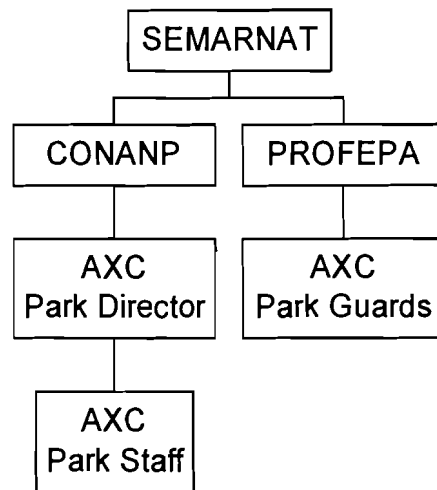 SEMARNAT
CONANP
PROFEPA
AXC
Park Director
AXC
Park Guards
AXC
Park Staff